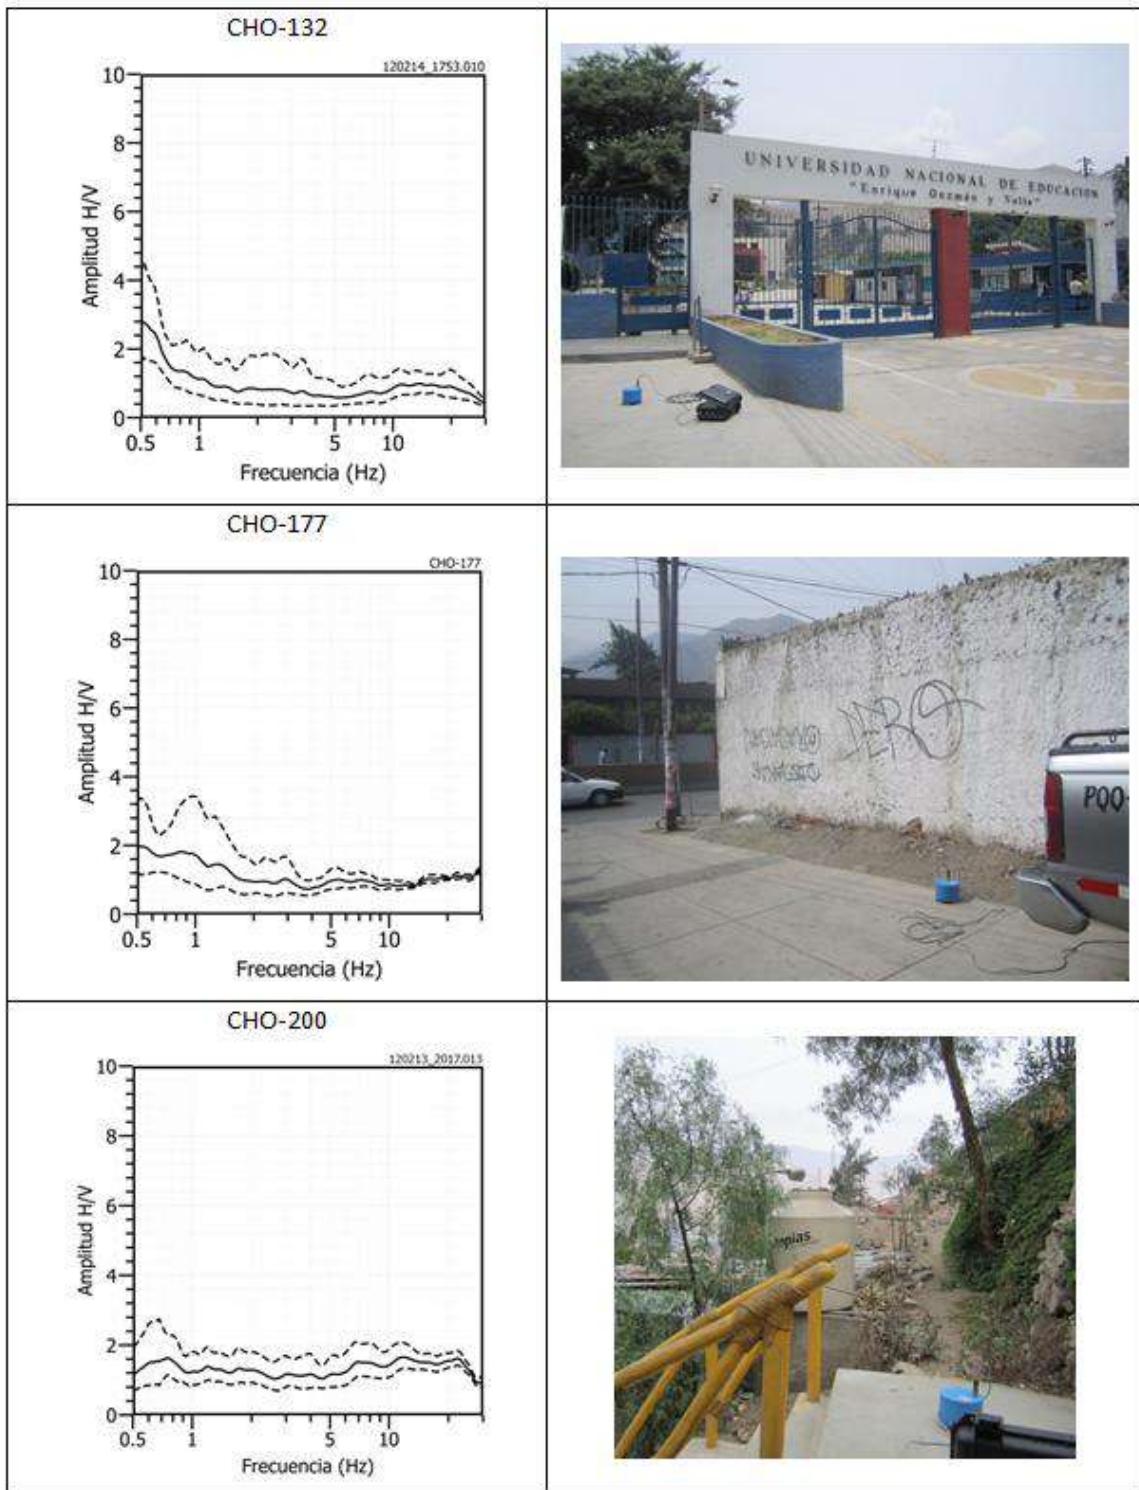 CHO-132
120214_1753.010
10
8
6
4
2
0
Amplitud H/V
0.5 1 5 10
Frecuencia (Hz)
UNIVERSIDAD NACIONAL DE EDUCACION
"Enrique Guzmán y Valle"
CHO-177
CHO-177
10
8
6
4
2
0
Amplitud H/V
0.5 1 5 10
Frecuencia (Hz)
ZERO
PQQ-
CHO-200
120213_2017.013
10
8
6
4
2
0
Amplitud H/V
0.5 1 5 10
Frecuencia (Hz)